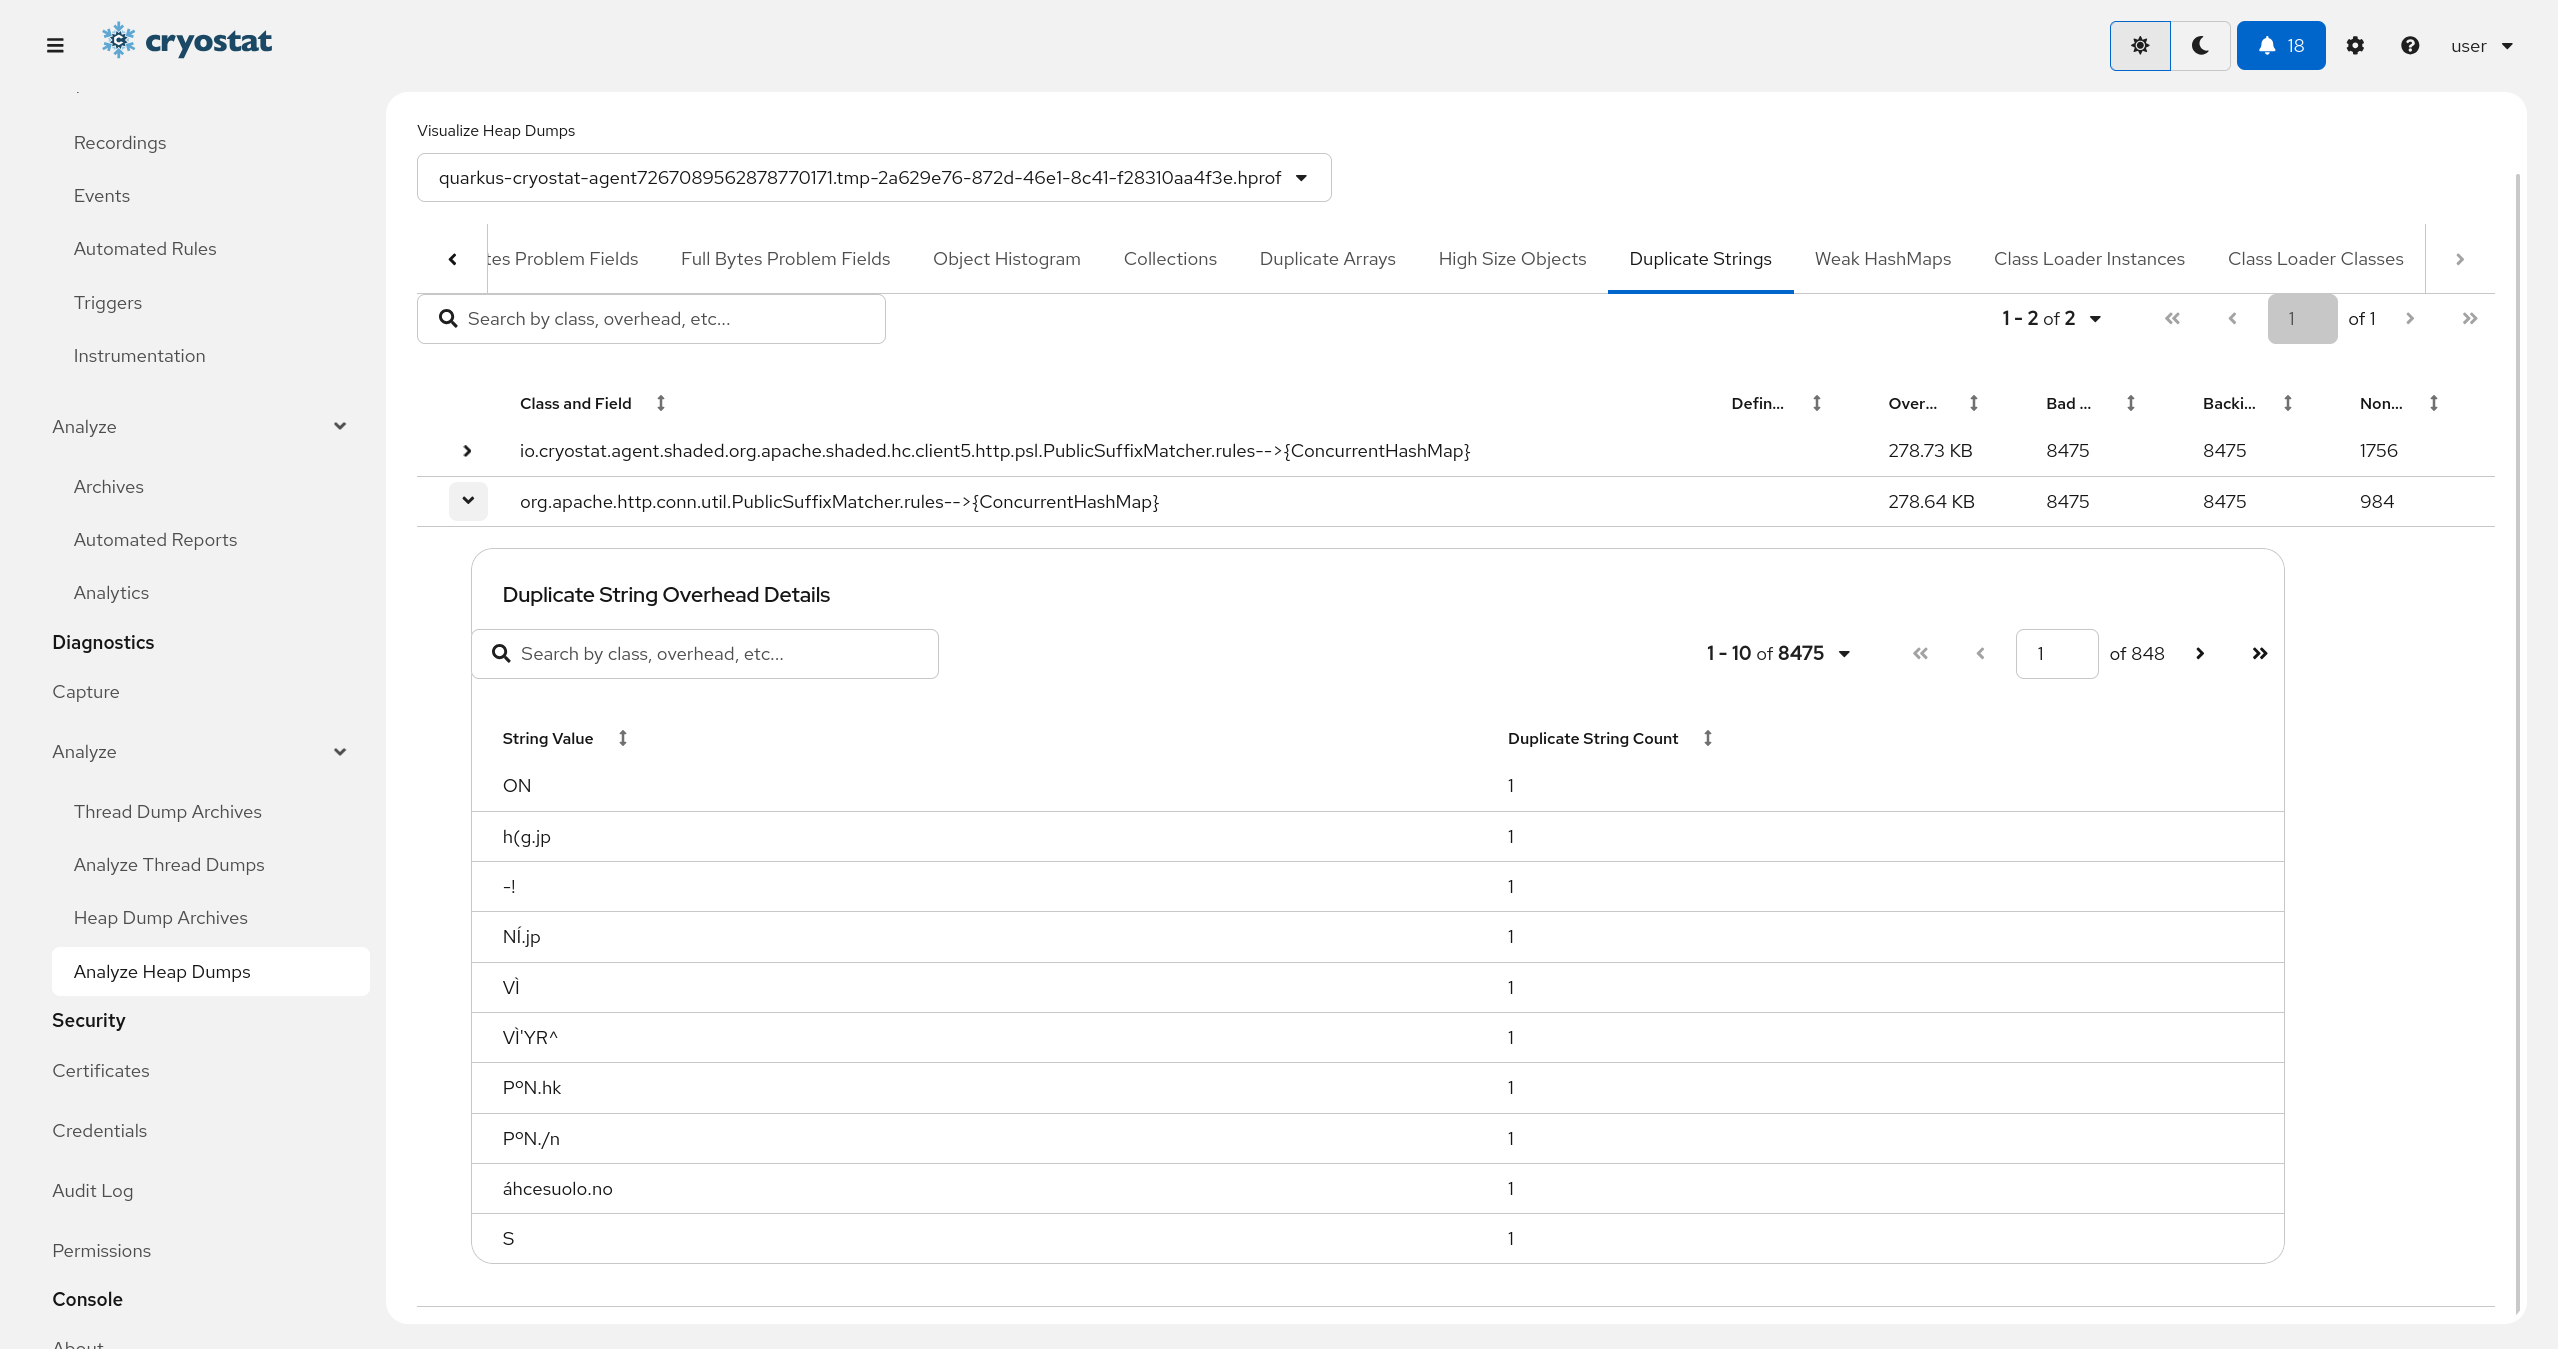 cryostat
18
user
Recordings
Events
Automated Rules
Triggers
Instrumentation
Analyze
Archives
Automated Reports
Analytics
Diagnostics
Capture
Analyze
Thread Dump Archives
Analyze Thread Dumps
Heap Dump Archives
Analyze Heap Dumps
Security
Certificates
Credentials
Audit Log
Permissions
Console
About
Visualize Heap Dumps
quarkus-cryostat-agent7267089562878770171.tmp-2a629e76-872d-46e1-8c41-f28310aa4f3e.hprof
tes Problem Fields Full Bytes Problem Fields Object Histogram Collections Duplicate Arrays High Size Objects Duplicate Strings Weak HashMaps Class Loader Instances Class Loader Classes
Search by class, overhead, etc... 1 - 2 of 2 1 of 1
Class and Field Defin... Over... Bad ... Backi... Non...
io.cryostat.agent.shaded.org.apache.shaded.hc.client5.http.psl.PublicSuffixMatcher.rules-->{ConcurrentHashMap} 278.73 KB 8475 8475 1756
org.apache.http.conn.util.PublicSuffixMatcher.rules-->{ConcurrentHashMap} 278.64 KB 8475 8475 984
Duplicate String Overhead Details
Search by class, overhead, etc... 1 - 10 of 8475 1 of 848
String Value Duplicate String Count
ON 1
h(g.jp 1
-! 1
NÍ.jp 1
VÌ 1
VÌ'YR^ 1
PºN.hk 1
PºN./n 1
áhcesuolo.no 1
S 1